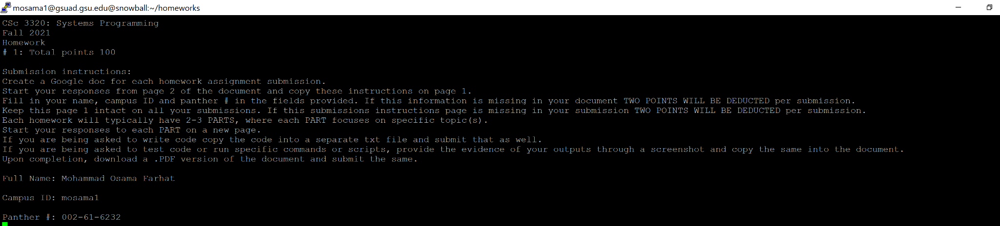 mosama1@gsuad.gsu.edu@snowball:~/homeworks
CSc 3320: Systems Programming
Fall 2021
Homework
# 1: Total points 100
Submission instructions:
Create a Google doc for each homework assignment submission.
Start your responses from page 2 of the document and copy these instructions on page 1.
Fill in your name, campus ID and panther # in the fields provided. If this information is missing in your document TWO POINTS WILL BE DEDUCTED per submission.
Keep this page 1 intact on all your submissions. If this submissions instructions page is missing in your submission TWO POINTS WILL BE DEDUCTED per submission.
Each homework will typically have 2-3 PARTS, where each PART focuses on specific topic(s).
Start your responses to each PART on a new page.
If you are being asked to write code copy the code into a separate txt file and submit that as well.
If you are being asked to test code or run specific commands or scripts, provide the evidence of your outputs through a screenshot and copy the same into the document.
Upon completion, download a .PDF version of the document and submit the same.
Full Name: Mohammad Osama Farhat
Campus ID: mosama1
Panther #: 002-61-6232